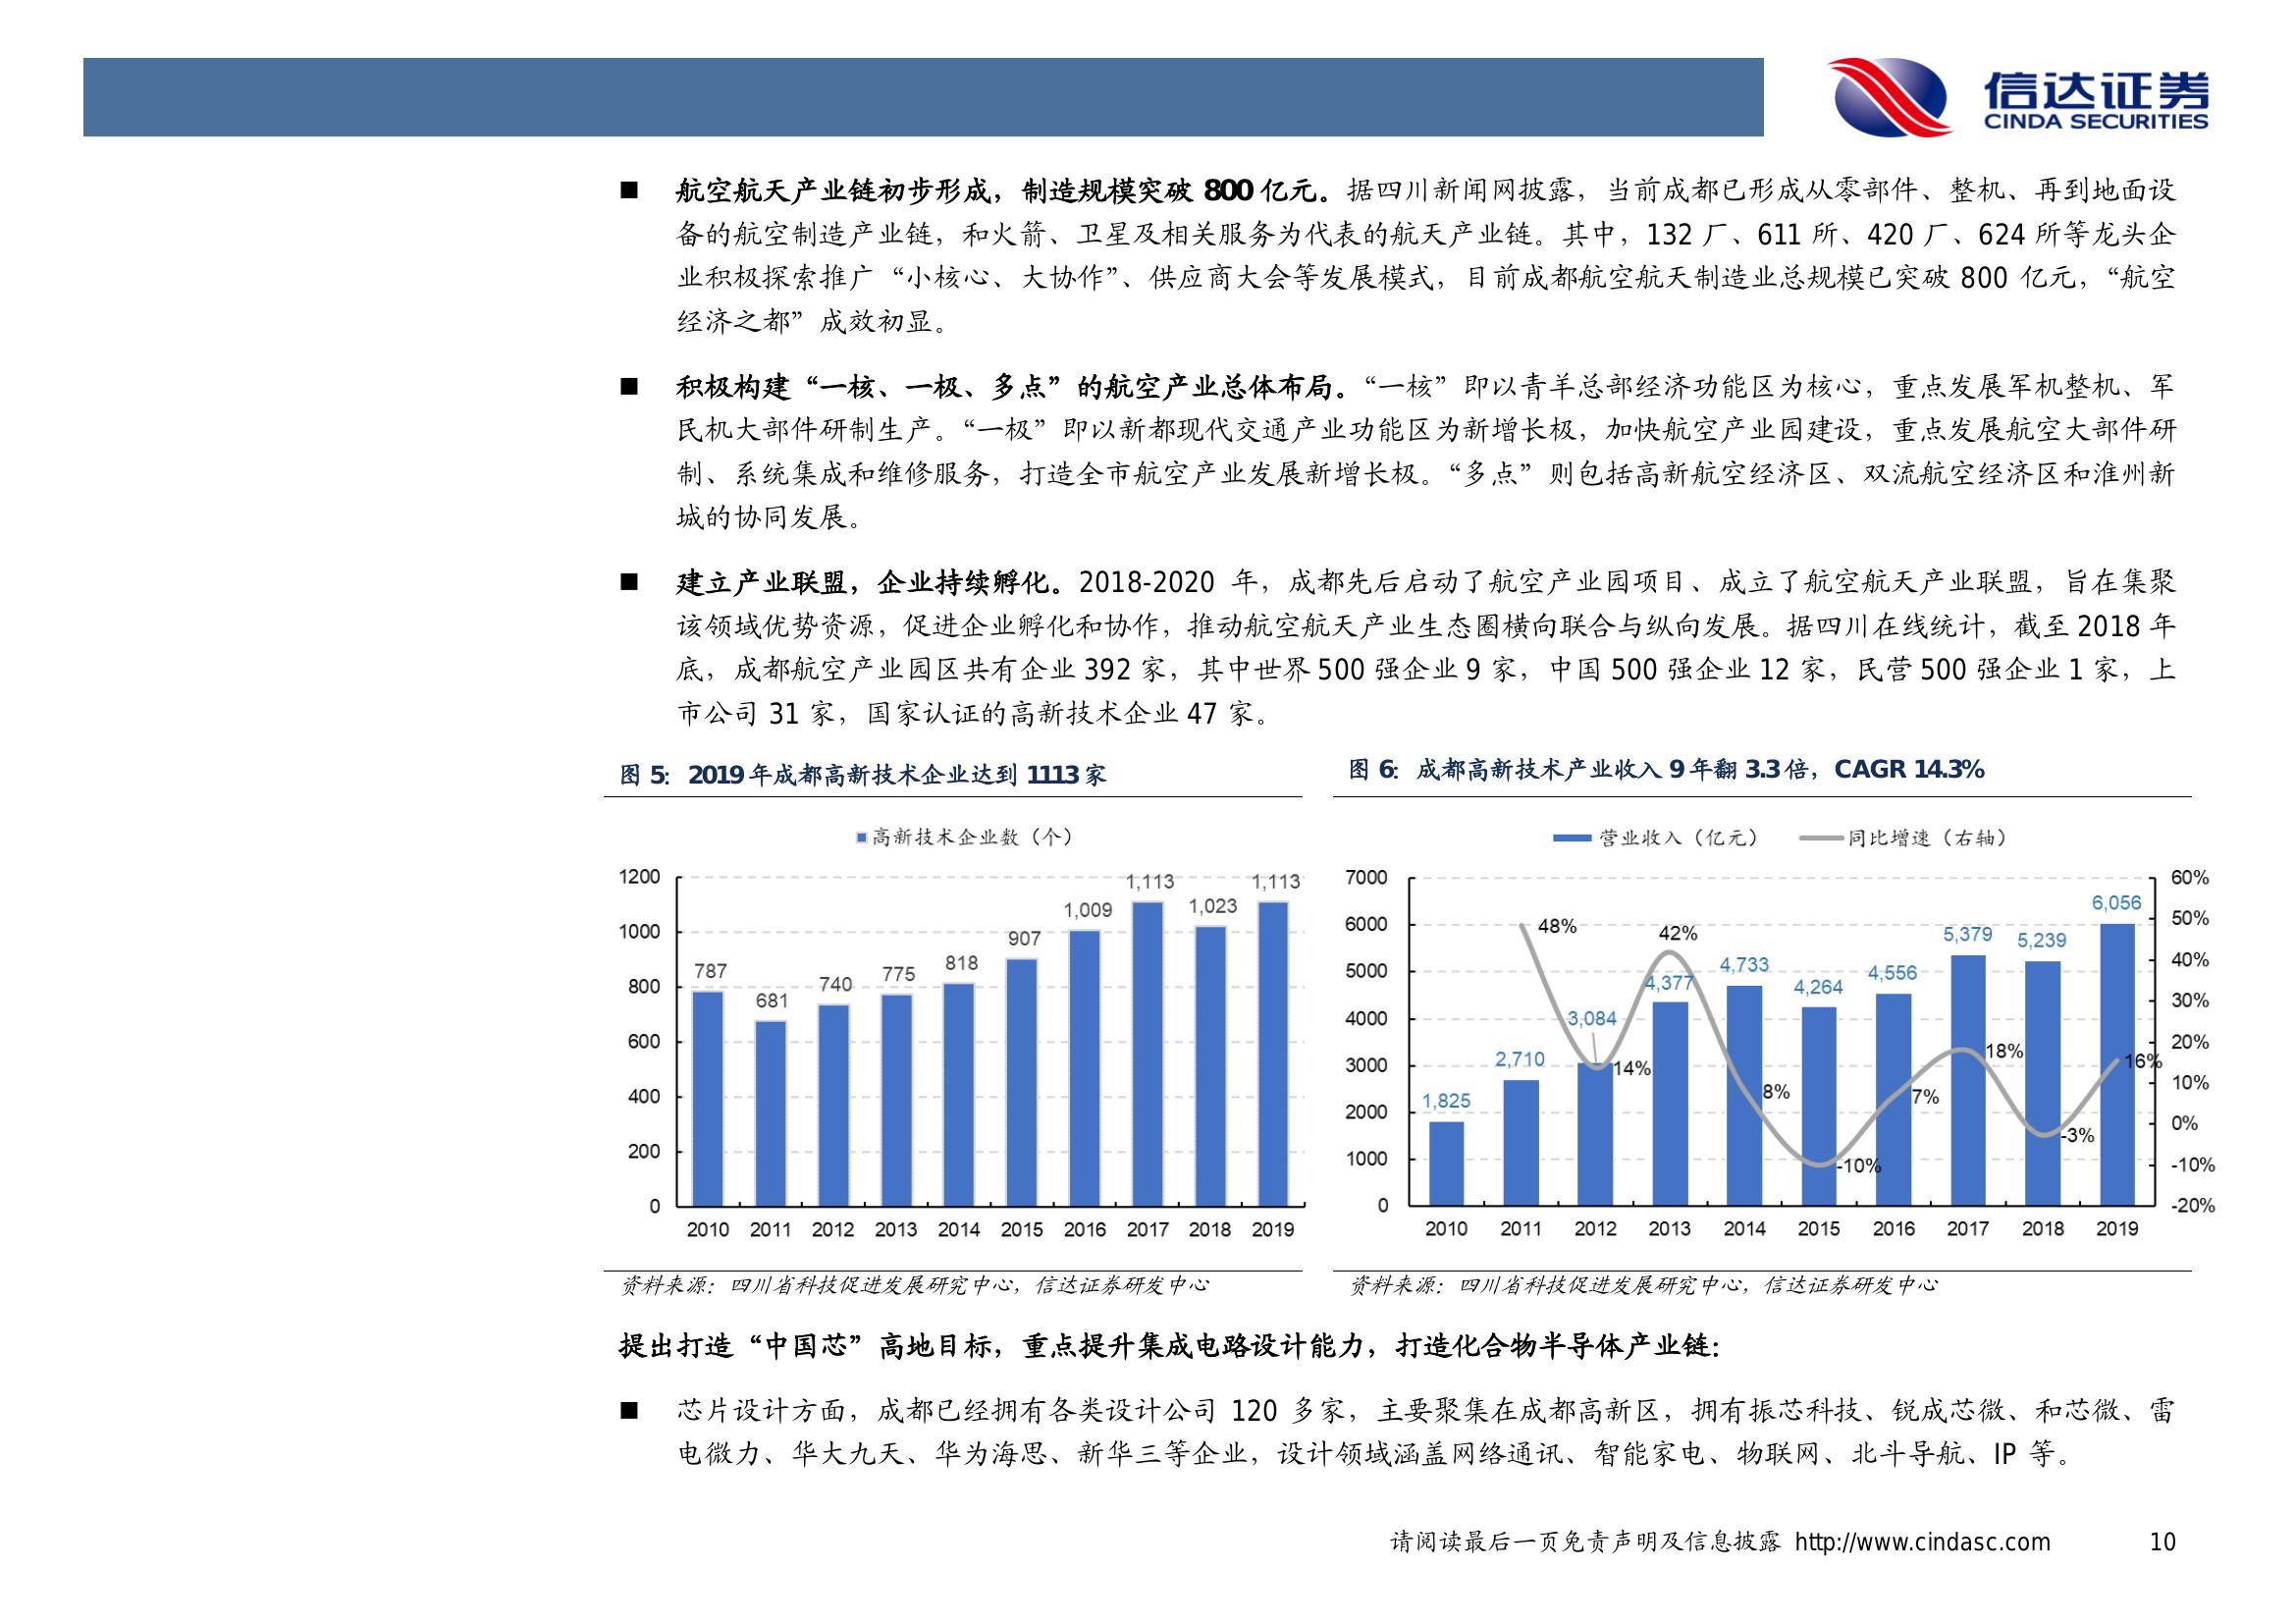 信达证券
CINDA SECURITIES
■ 航空航天产业链初步形成，制造规模突破 800 亿元。据四川新闻网披露，当前成都已形成从零部件、整机、再到地面设
备的航空制造产业链，和火箭、卫星及相关服务为代表的航天产业链。其中，132 厂、611 所、420 厂、624 所等龙头企
业积极探索推广“小核心、大协作”、供应商大会等发展模式，目前成都航空航天制造业总规模已突破 800 亿元，“航空
经济之都”成效初显。
■ 积极构建“一核、一极、多点”的航空产业总体布局。“一核”即以青羊总部经济功能区为核心，重点发展军机整机、军
民机大部件研制生产。“一极”即以新都现代交通产业功能区为新增长极，加快航空产业园建设，重点发展航空大部件研
制、系统集成和维修服务，打造全市航空产业发展新增长极。“多点”则包括高新航空经济区、双流航空经济区和淮州新
城的协同发展。
■ 建立产业联盟，企业持续孵化。2018-2020 年，成都先后启动了航空产业园项目、成立了航空航天产业联盟，旨在集聚
该领域优势资源，促进企业孵化和协作，推动航空航天产业生态圈横向联合与纵向发展。据四川在线统计，截至 2018 年
底，成都航空产业园区共有企业 392 家，其中世界 500 强企业 9 家，中国 500 强企业 12 家，民营 500 强企业 1 家，上
市公司 31 家，国家认证的高新技术企业 47 家。
图 5: 2019 年成都高新技术企业达到 1113 家
高新技术企业数（个）
1200
1000
800
600
400
200
0
787
681
740
775
818
907
1,009
1,113
1,023
1,113
2010 2011 2012 2013 2014 2015 2016 2017 2018 2019
资料来源：四川省科技促进发展研究中心，信达证券研发中心
图 6: 成都高新技术产业收入 9 年翻 3.3 倍，CAGR 14.3%
营业收入（亿元） 同比增速（右轴）
7000
6000
5000
4000
3000
2000
1000
0
1,825
2,710
3,084
4,377
4,733
4,264
4,556
5,379
5,239
6,056
48%
14%
42%
8%
-10%
7%
18%
-3%
16%
60%
50%
40%
30%
20%
10%
0%
-10%
-20%
2010 2011 2012 2013 2014 2015 2016 2017 2018 2019
资料来源：四川省科技促进发展研究中心，信达证券研发中心
提出打造“中国芯”高地目标，重点提升集成电路设计能力，打造化合物半导体产业链：
■ 芯片设计方面，成都已经拥有各类设计公司 120 多家，主要聚集在成都高新区，拥有振芯科技、锐成芯微、和芯微、雷
电微力、华大九天、华为海思、新华三等企业，设计领域涵盖网络通讯、智能家电、物联网、北斗导航、IP 等。
请阅读最后一页免责声明及信息披露 http://www.cindasc.com 10